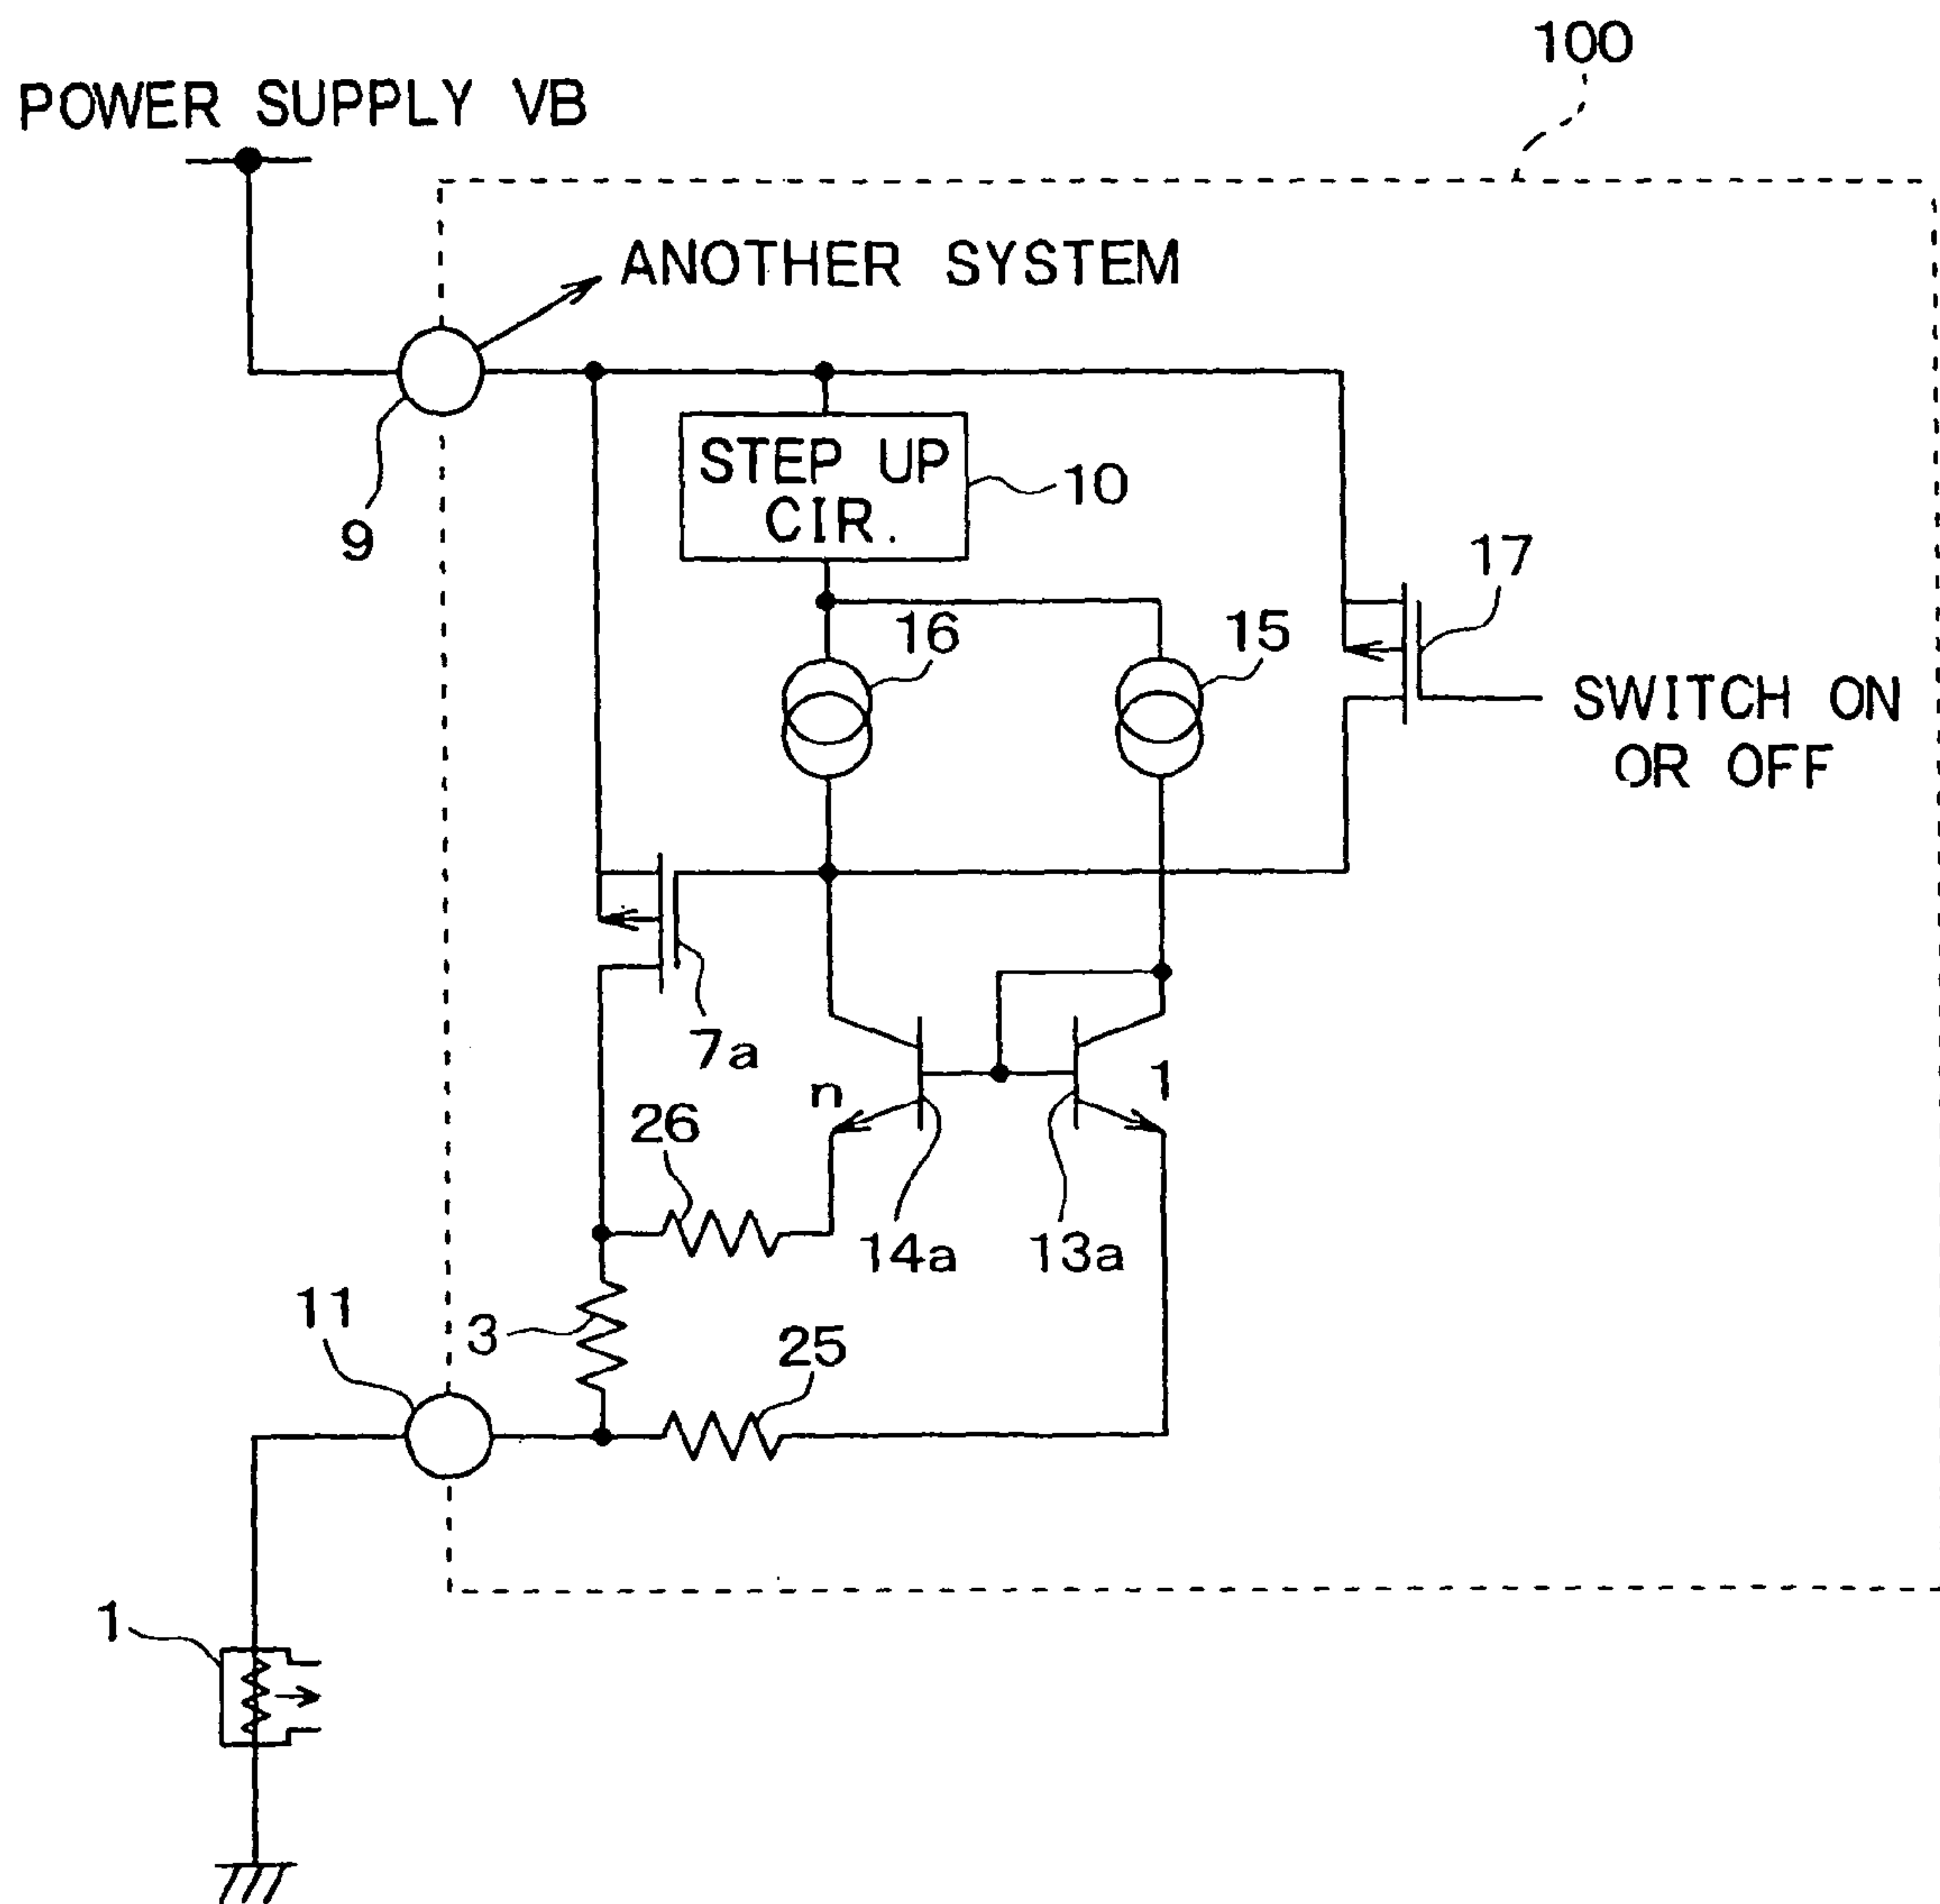 100
POWER SUPPLY VB
ANOTHER SYSTEM
STEP UP
CIR.
10
9
17
16
15
SWITCH ON
OR OFF
7a
n
1
26
14a
13a
11
3
25
1